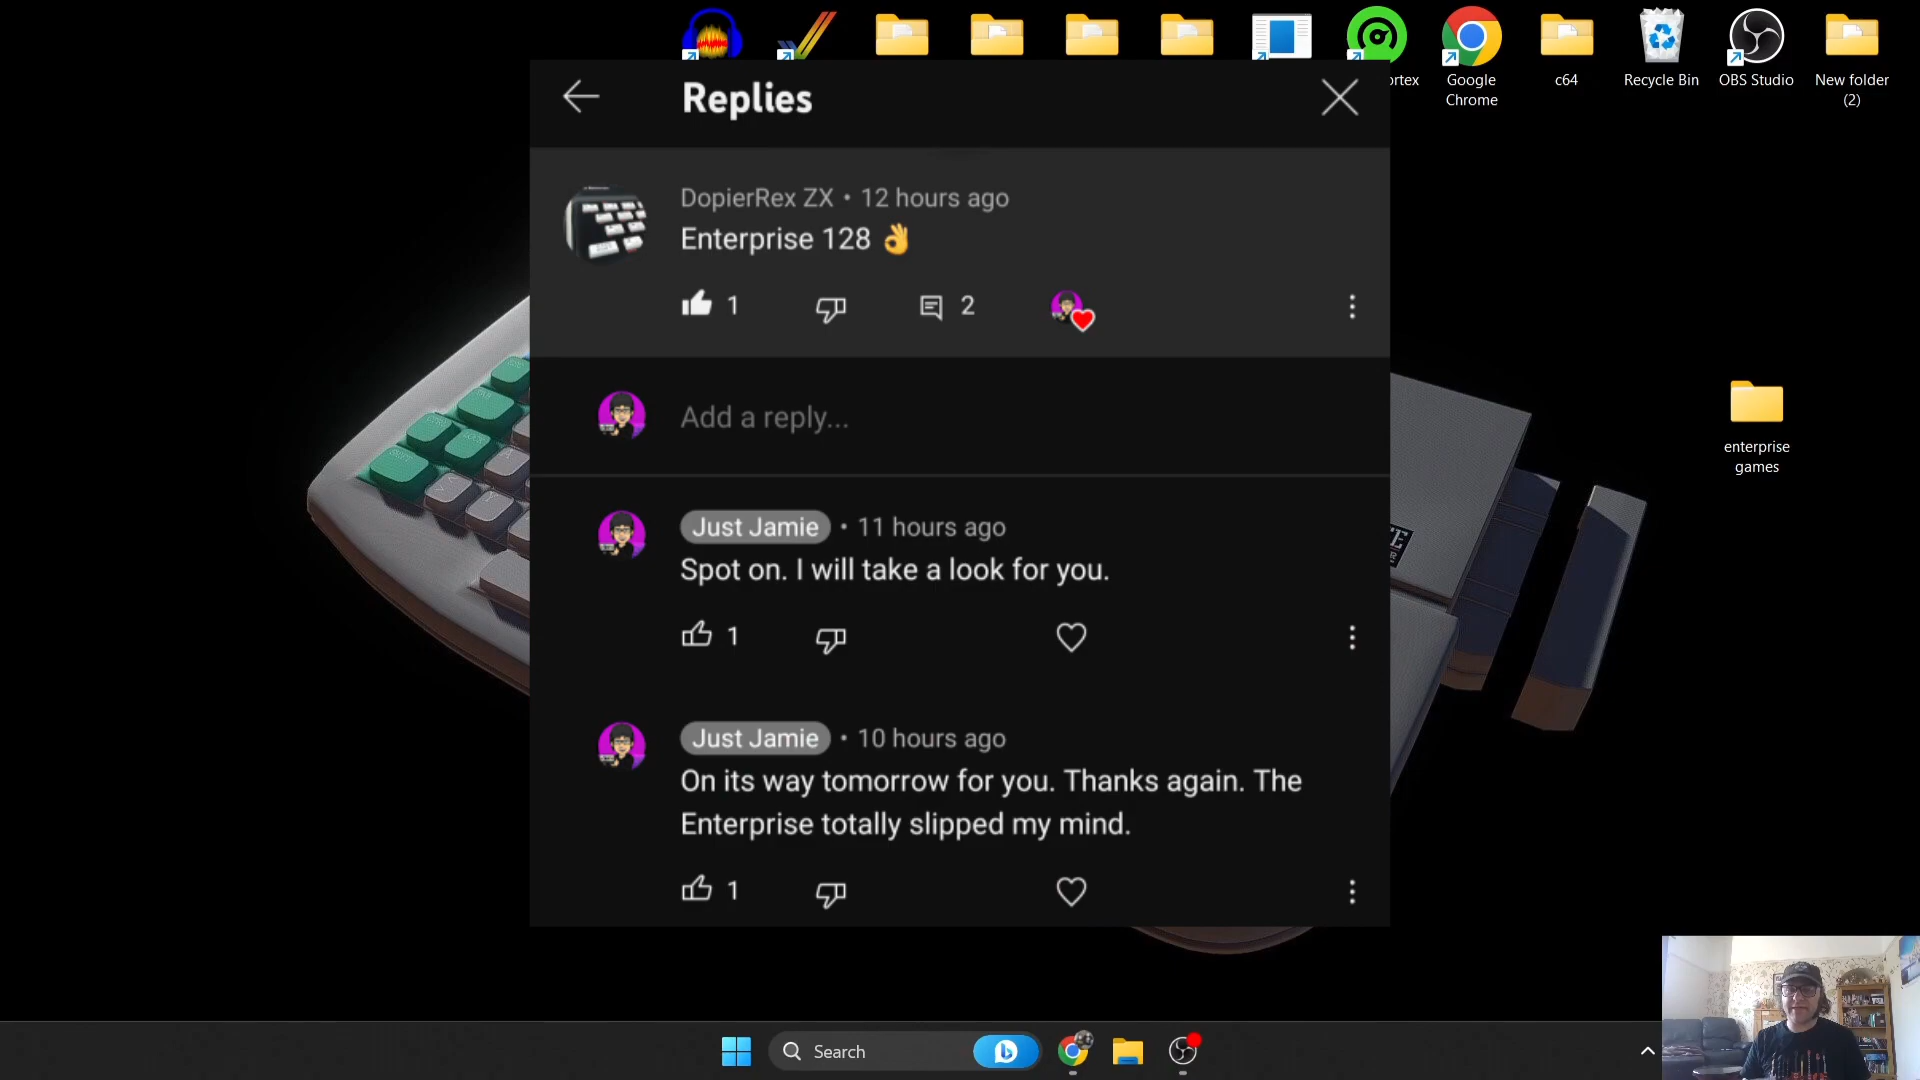 ortex
Google
Chrome
c64
Recycle Bin
OBS Studio
New folder
(2)
Replies
DopierRex ZX • 12 hours ago
Enterprise 128 👌
1
2
Add a reply...
Just Jamie • 11 hours ago
Spot on. I will take a look for you.
1
Just Jamie • 10 hours ago
On its way tomorrow for you. Thanks again. The
Enterprise totally slipped my mind.
1
enterprise
games
Search